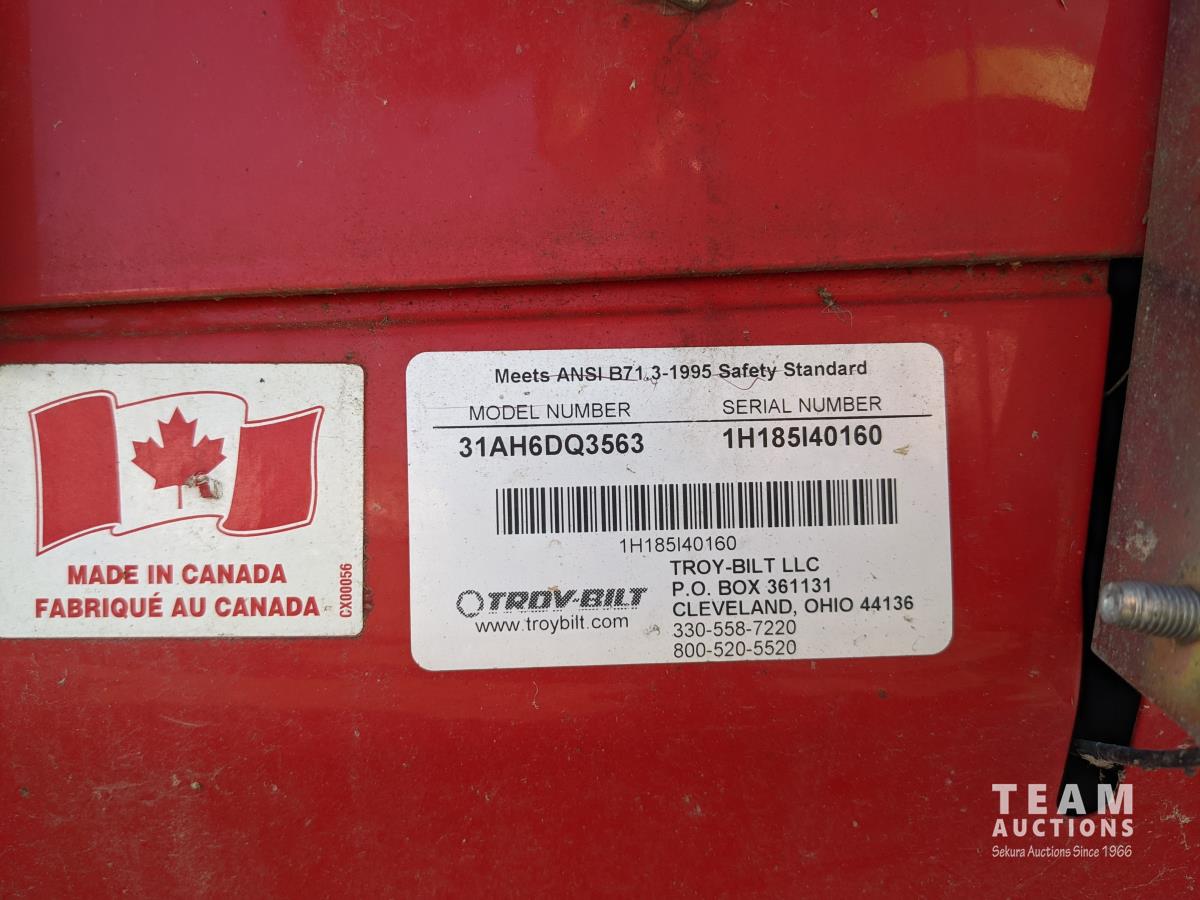 MADE IN CANADA
FABRIQUÉ AU CANADA
CX00056
Meets ANSI B71.3-1995 Safety Standard
MODEL NUMBER SERIAL NUMBER
31AH6DQ3563 1H185I40160
1H185I40160
TROY-BILT
www.troybilt.com
TROY-BILT LLC
P.O. BOX 361131
CLEVELAND, OHIO 44136
330-558-7220
800-520-5520
TEAM
AUCTIONS
Sekura Auctions Since 1966